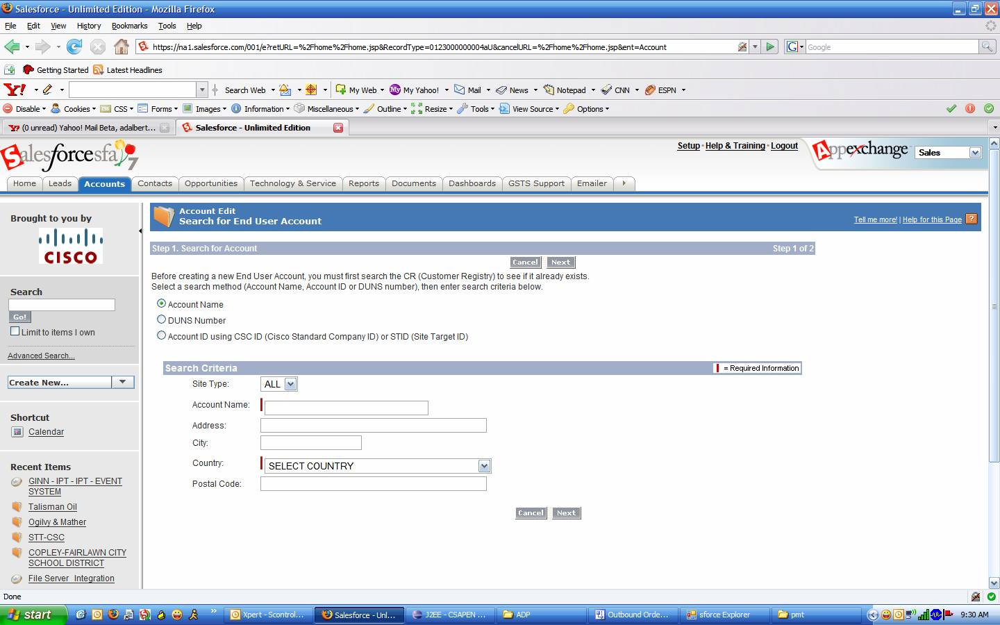 Salesforce - Unlimited Edition - Mozilla Firefox
File Edit View History Bookmarks Tools Help
https://na1.salesforce.com/001/e?retURL=%2Fhome%2Fhome.jsp&RecordType=0123000000004aU&cancelURL=%2Fhome%2Fhome.jsp&ent=Account
G Google
Getting Started Latest Headlines
Y! Search Web My Web My My Yahoo! Mail News Notepad CNN ESPN
Disable Cookies CSS Forms Images Information Miscellaneous Outline Resize Tools View Source Options
(0 unread) Yahoo! Mail Beta, adalbert... Salesforce - Unlimited Edition
Salesforcesfa 7
Setup Help & Training Logout
Appexchange Sales
Home Leads Accounts Contacts Opportunities Technology & Service Reports Documents Dashboards GSTS Support Emailer
Brought to you by
CISCO
Search
Go!
Limit to items I own
Advanced Search...
Create New...
Shortcut
Calendar
Recent Items
GINN - IPT - IPT - EVENT
SYSTEM
Talisman Oil
Ogilvy & Mather
STT-CSC
COPLEY-FAIRLAWN CITY
SCHOOL DISTRICT
File Server_Integration
Account Edit
Search for End User Account
Tell me more! | Help for this Page ?
Step 1. Search for Account Step 1 of 2
Cancel Next
Before creating a new End User Account, you must first search the CR (Customer Registry) to see if it already exists.
Select a search method (Account Name, Account ID or DUNS number), then enter search criteria below.
Account Name
DUNS Number
Account ID using CSC ID (Cisco Standard Company ID) or STID (Site Target ID)
Search Criteria = Required Information
Site Type: ALL
Account Name:
Address:
City:
Country: SELECT COUNTRY
Postal Code:
Cancel Next
Done
start Xpert - Scontrol... Salesforce - Unl... J2EE - CSAPEN ... ADP Outbound Orde... sforce Explorer pmt 9:30 AM